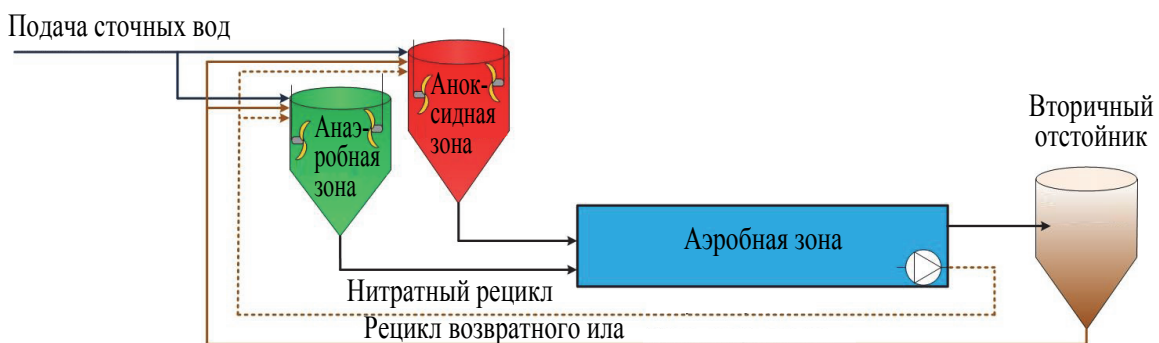 Подача сточных вод
Анок-
сидная
зона
Анаэ-
робная
зона
Вторичный
отстойник
Аэробная зона
Нитратный рецикл
Рецикл возвратного ила